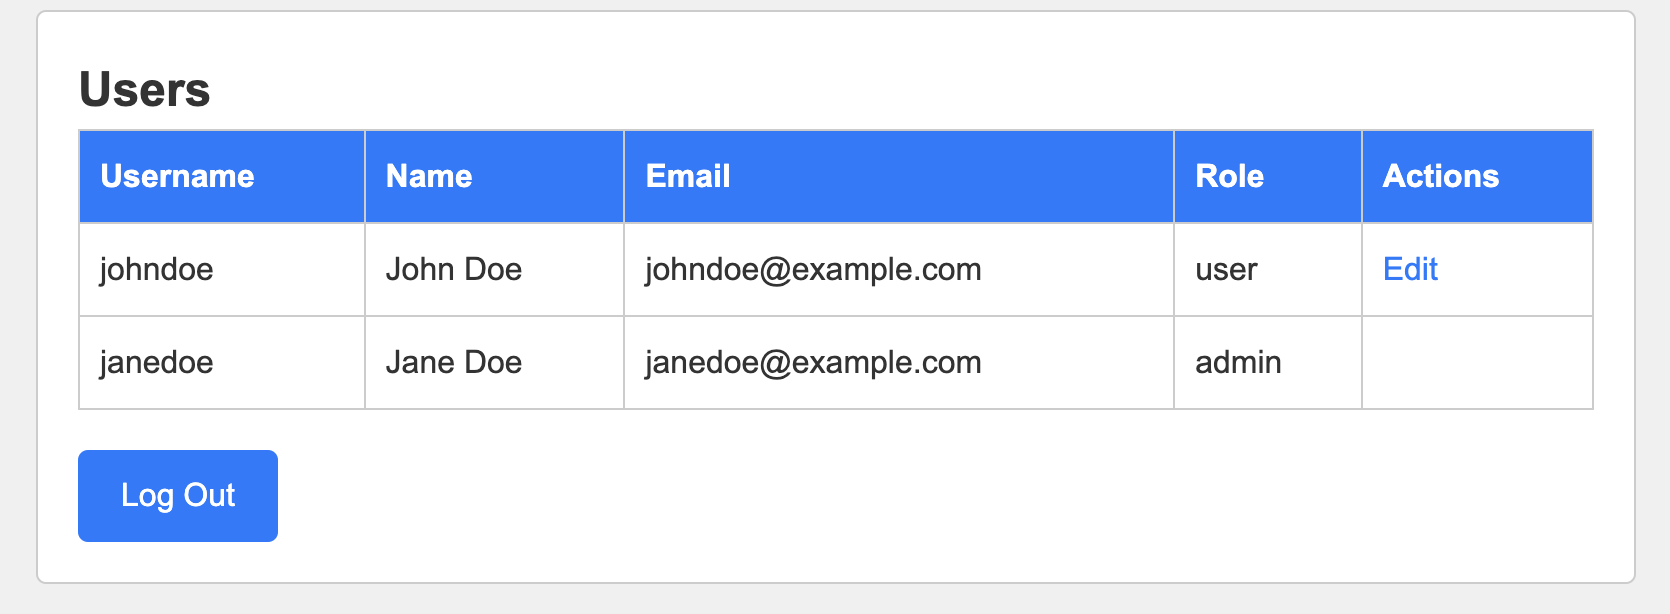 Users
Username Name Email Role Actions
johndoe John Doe johndoe@example.com user Edit
janedoe Jane Doe janedoe@example.com admin
Log Out